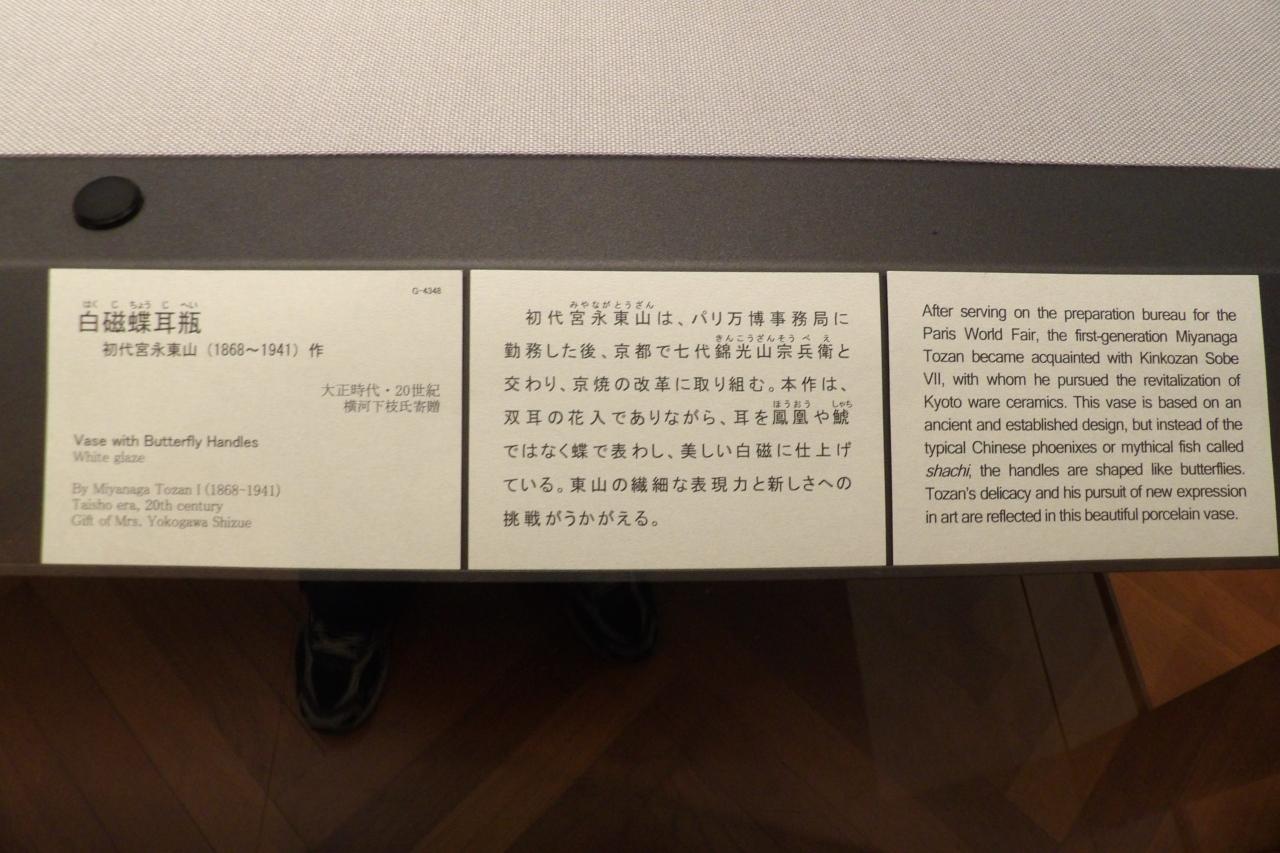 G-4348
はく じ ちょう じ へい
白磁蝶耳瓶
初代宮永東山（1868～1941）作
大正時代・20世紀
横河下枝氏寄贈
Vase with Butterfly Handles
White glaze
By Miyanaga Tozan I (1868-1941)
Taisho era, 20th century
Gift of Mrs. Yokogawa Shizue
みやながとうざん
初代宮永東山は、パリ万博事務局に
きんこうざんそうべえ
勤務した後、京都で七代錦光山宗兵衛と
交わり、京焼の改革に取り組む。本作は、
ほうおう しゃち
双耳の花入でありながら、耳を鳳凰や鯱
ではなく蝶で表わし、美しい白磁に仕上げ
ている。東山の繊細な表現力と新しさへの
挑戦がうかがえる。
After serving on the preparation bureau for the
Paris World Fair, the first-generation Miyanaga
Tozan became acquainted with Kinkozan Sobe
VII, with whom he pursued the revitalization of
Kyoto ware ceramics. This vase is based on an
ancient and established design, but instead of the
typical Chinese phoenixes or mythical fish called
shachi, the handles are shaped like butterflies.
Tozan's delicacy and his pursuit of new expression
in art are reflected in this beautiful porcelain vase.